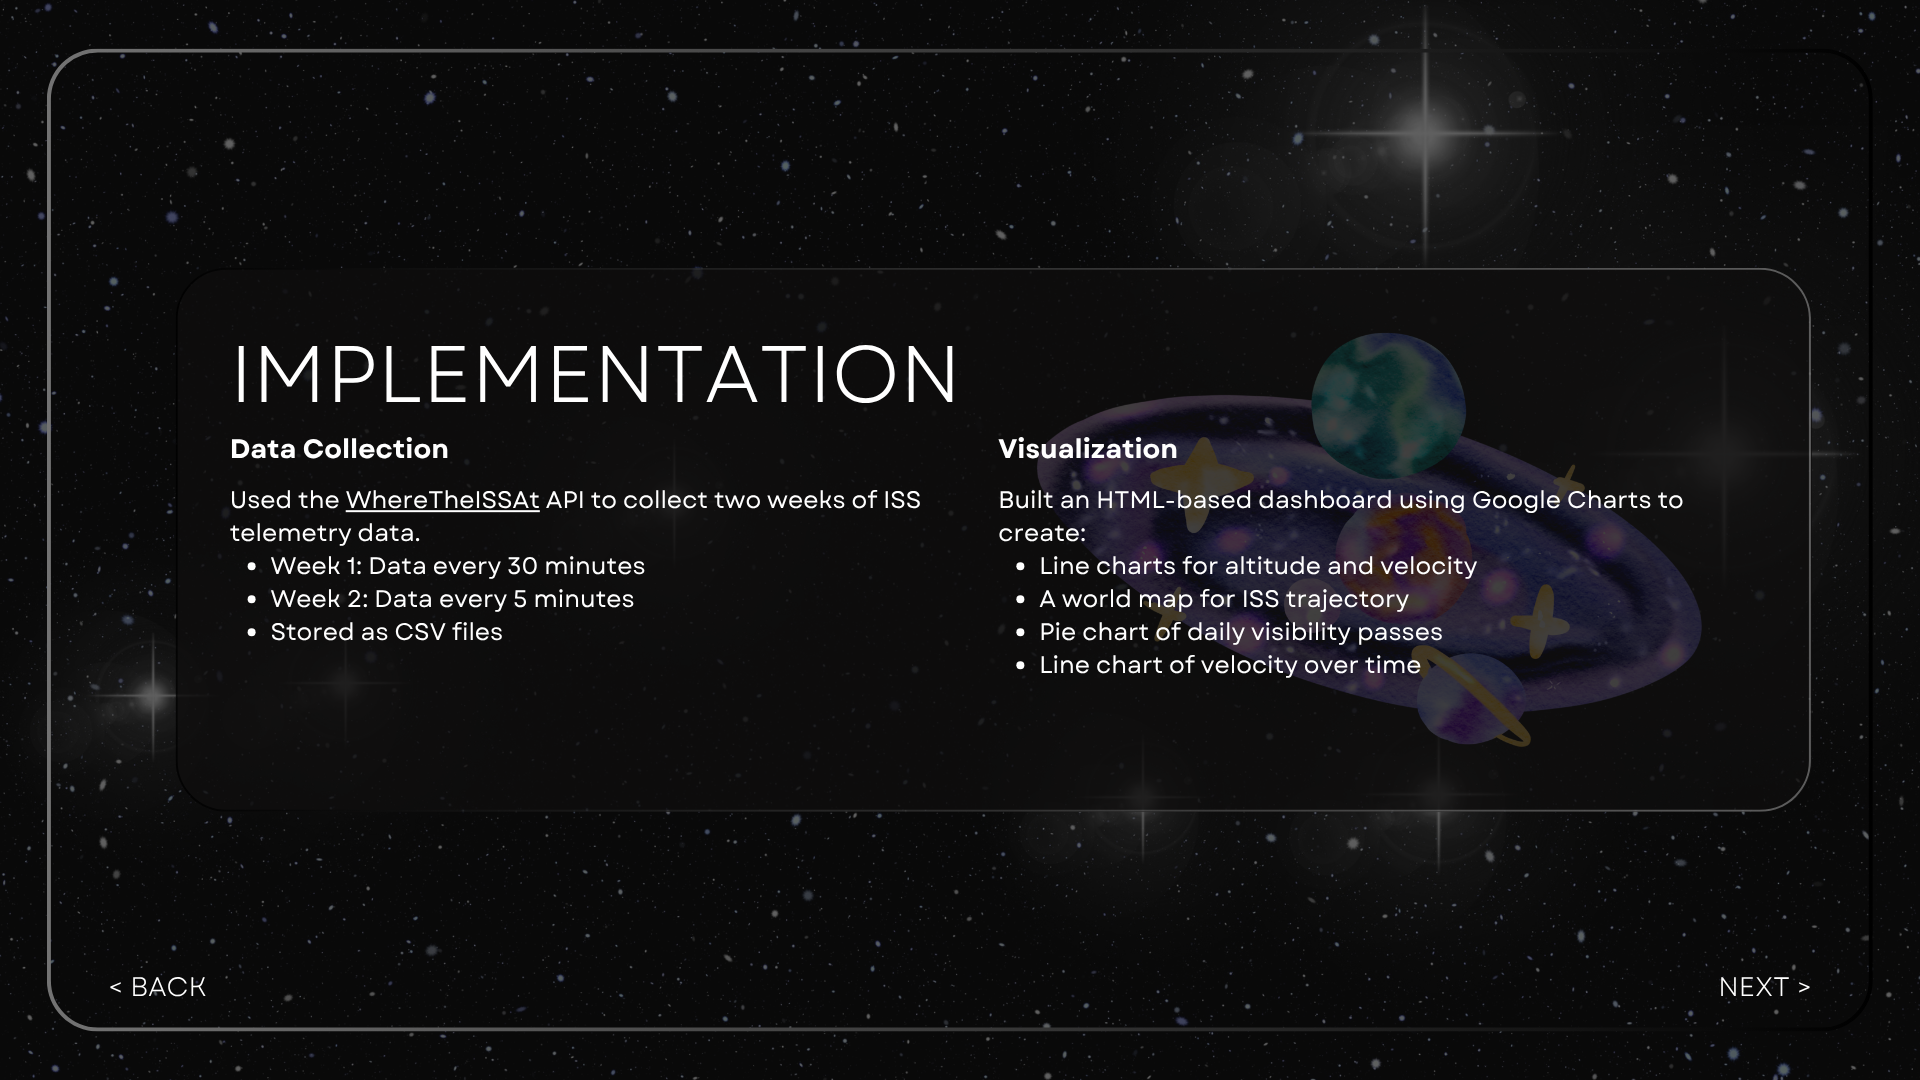 IMPLEMENTATION
Data Collection
Used the WhereTheISSAt API to collect two weeks of ISS
telemetry data.
• Week 1: Data every 30 minutes
• Week 2: Data every 5 minutes
• Stored as CSV files
Visualization
Built an HTML-based dashboard using Google Charts to
create:
• Line charts for altitude and velocity
• A world map for ISS trajectory
• Pie chart of daily visibility passes
• Line chart of velocity over time
< BACK
NEXT >